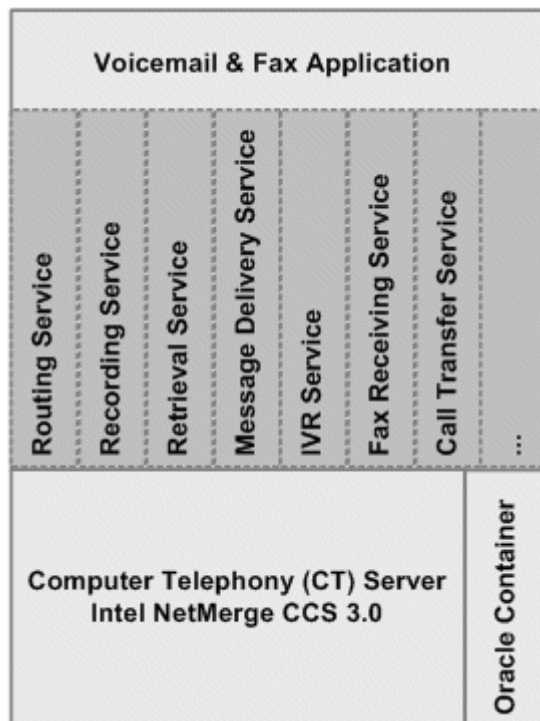 Voicemail & Fax Application
Routing Service
Recording Service
Retrieval Service
Message Delivery Service
IVR Service
Fax Receiving Service
Call Transfer Service
...
Computer Telephony (CT) Server
Intel NetMerge CCS 3.0
Oracle Container